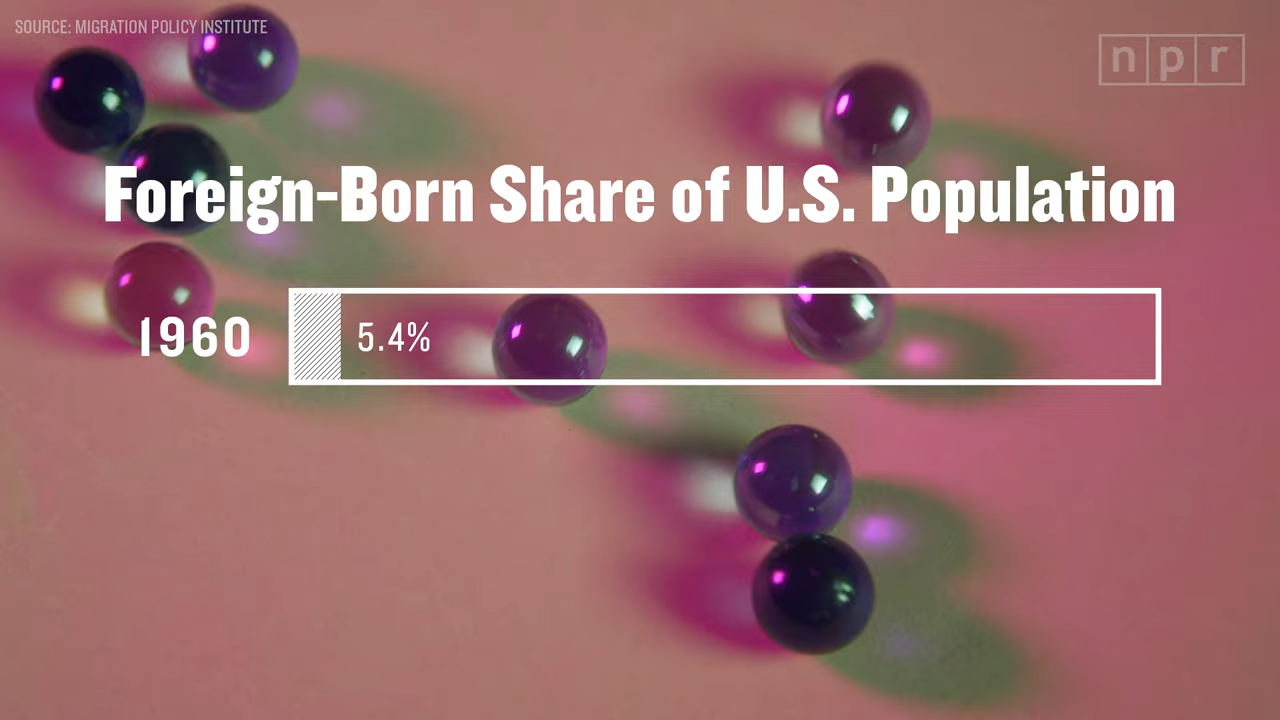 SOURCE: MIGRATION POLICY INSTITUTE
npr
Foreign-Born Share of U.S. Population
1960
5.4%